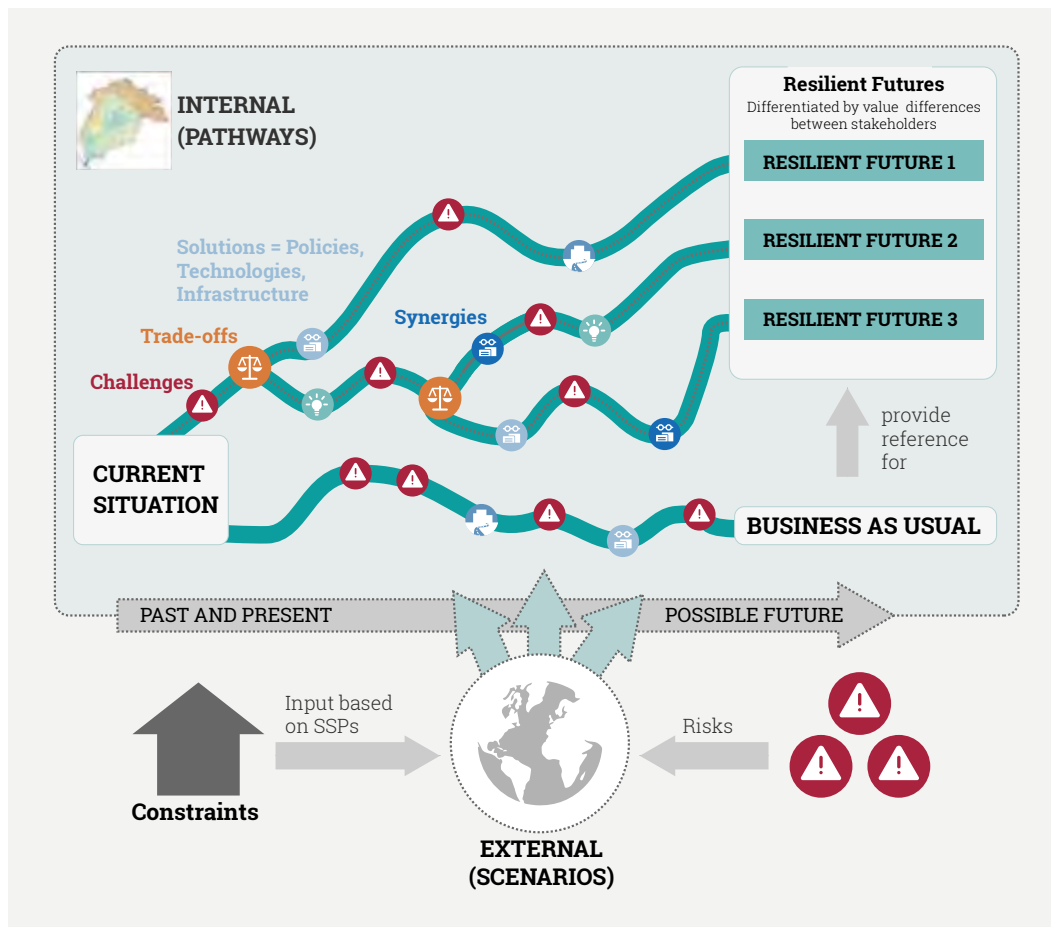 INTERNAL
(PATHWAYS)
Resilient Futures
Differentiated by value differences
between stakeholders
RESILIENT FUTURE 1
RESILIENT FUTURE 2
RESILIENT FUTURE 3
Solutions = Policies,
Technologies,
Infrastructure
Synergies
Trade-offs
Challenges
CURRENT
SITUATION
provide
reference
for
BUSINESS AS USUAL
PAST AND PRESENT
POSSIBLE FUTURE
Input based
on SSPs
Risks
Constraints
EXTERNAL
(SCENARIOS)